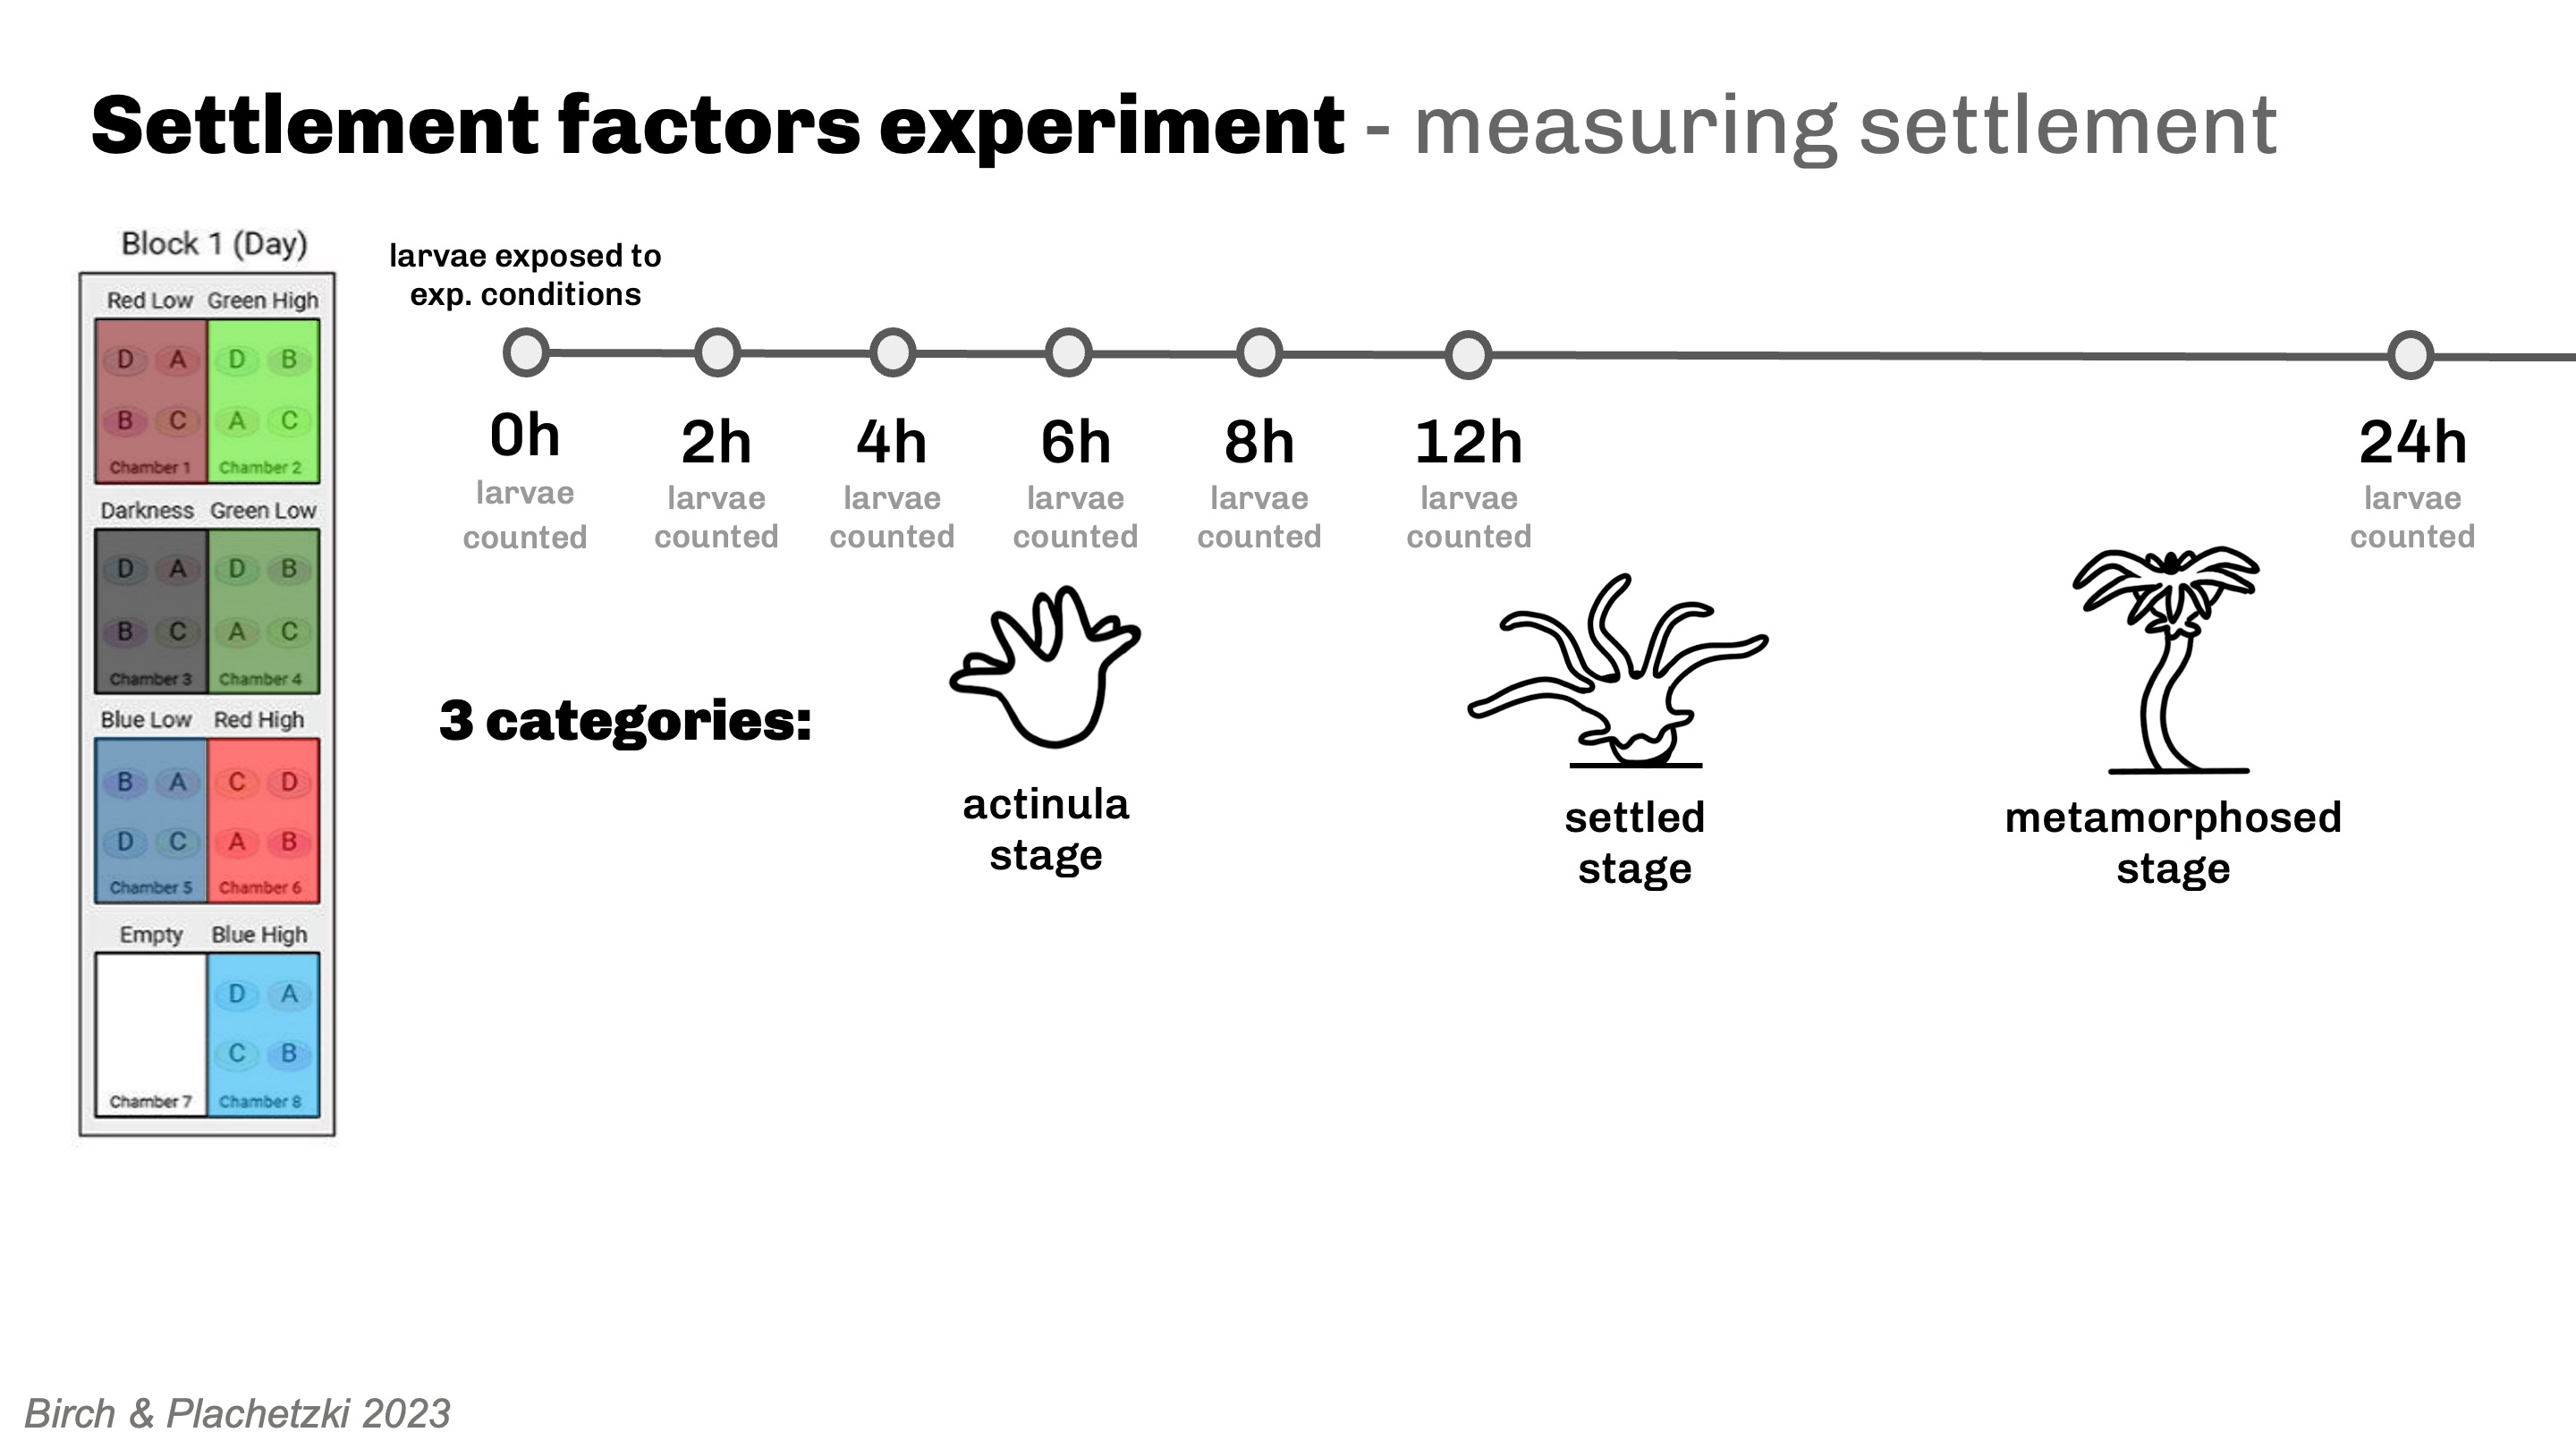 Settlement factors experiment - measuring settlement
Block 1 (Day)
Red Low Green High
D A D B
B C A C
Chamber 1 Chamber 2
Darkness Green Low
D A D B
B C A C
Chamber 3 Chamber 4
Blue Low Red High
B A C D
D C A B
Chamber 5 Chamber 6
Empty Blue High
D A
C B
Chamber 7 Chamber 8
larvae exposed to
exp. conditions
0h 2h 4h 6h 8h 12h 24h
larvae larvae larvae larvae larvae larvae larvae
counted counted counted counted counted counted counted
3 categories:
actinula
stage
settled
stage
metamorphosed
stage
Birch & Plachetzki 2023